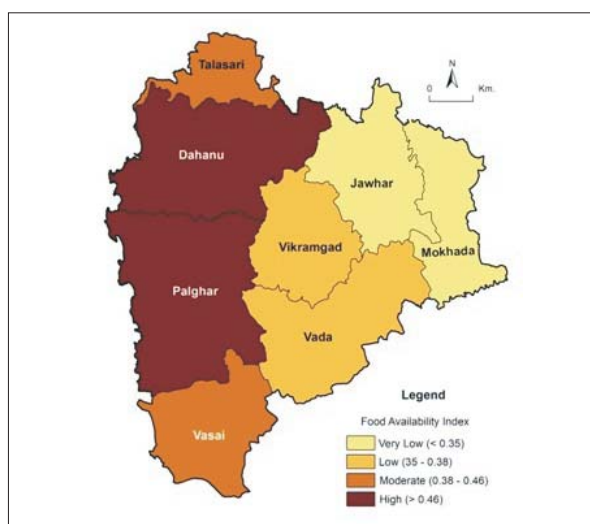 Talasari
N
0 Km.
Dahanu
Jawhar
Vikramgad
Mokhada
Palghar
Vada
Vasai
Legend
Food Availability Index
Very Low (< 0.35)
Low (35 - 0.38)
Moderate (0.38 - 0.46)
High (> 0.46)